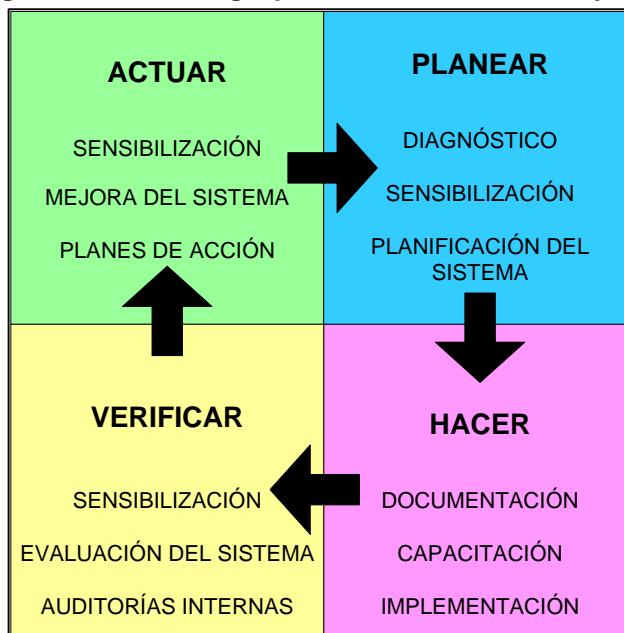 ACTUAR
SENSIBILIZACIÓN
MEJORA DEL SISTEMA
PLANES DE ACCIÓN
PLANEAR
DIAGNÓSTICO
SENSIBILIZACIÓN
PLANIFICACIÓN DEL
SISTEMA
VERIFICAR
SENSIBILIZACIÓN
EVALUACIÓN DEL SISTEMA
AUDITORÍAS INTERNAS
HACER
DOCUMENTACIÓN
CAPACITACIÓN
IMPLEMENTACIÓN